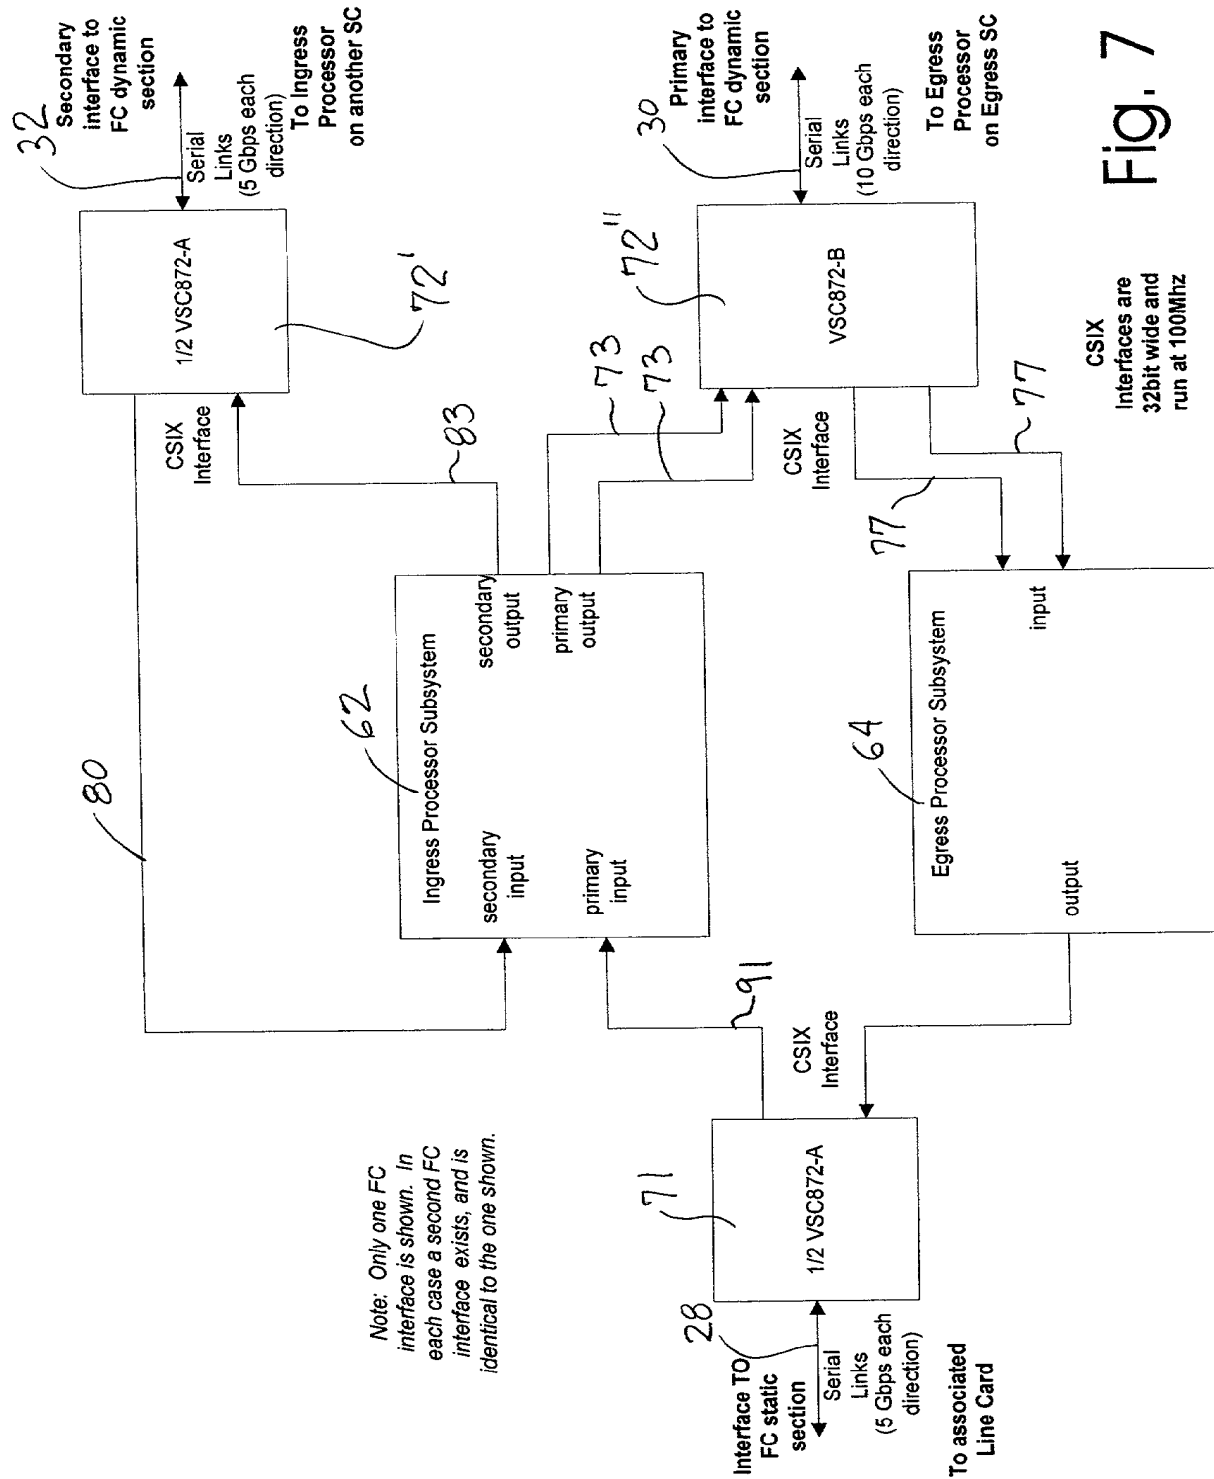 32
Secondary
interface to
FC dynamic
section
Serial
Links
(5 Gbps each
direction)
To Ingress
Processor
on another SC
1/2 VSC872-A
72'
CSIX
Interface
80
83
Ingress Processor Subsystem
62
secondary
input
primary
input
secondary
output
primary
output
73
73
30
Primary
interface to
FC dynamic
section
Serial
Links
(10 Gbps each
direction)
To Egress
Processor
on Egress SC
72"
VSC872-B
CSIX
Interface
77
77
Egress Processor Subsystem
64
input
output
91
CSIX
Interface
71
1/2 VSC872-A
28
Interface TO
FC static
section
Serial
Links
(5 Gbps each
direction)
To associated
Line Card
Note: Only one FC
interface is shown. In
each case a second FC
interface exists, and is
identical to the one shown.
CSIX
Interfaces are
32bit wide and
run at 100Mhz
Fig. 7